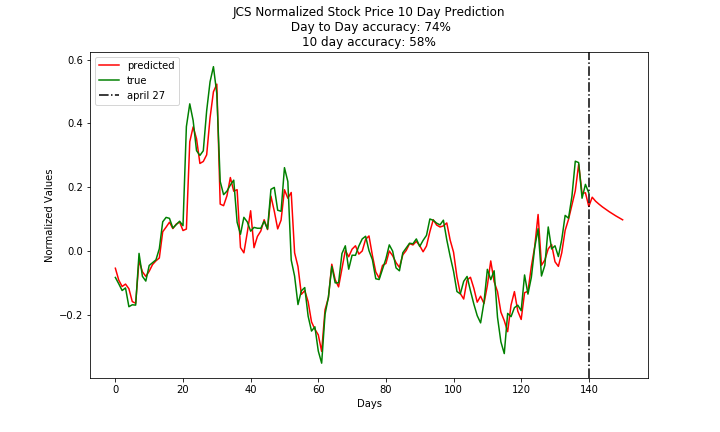 JCS Normalized Stock Price 10 Day Prediction
Day to Day accuracy: 74%
10 day accuracy: 58%
predicted
true
april 27
Normalized Values
0.6
0.4
0.2
0.0
−0.2
0 20 40 60 80 100 120 140
Days